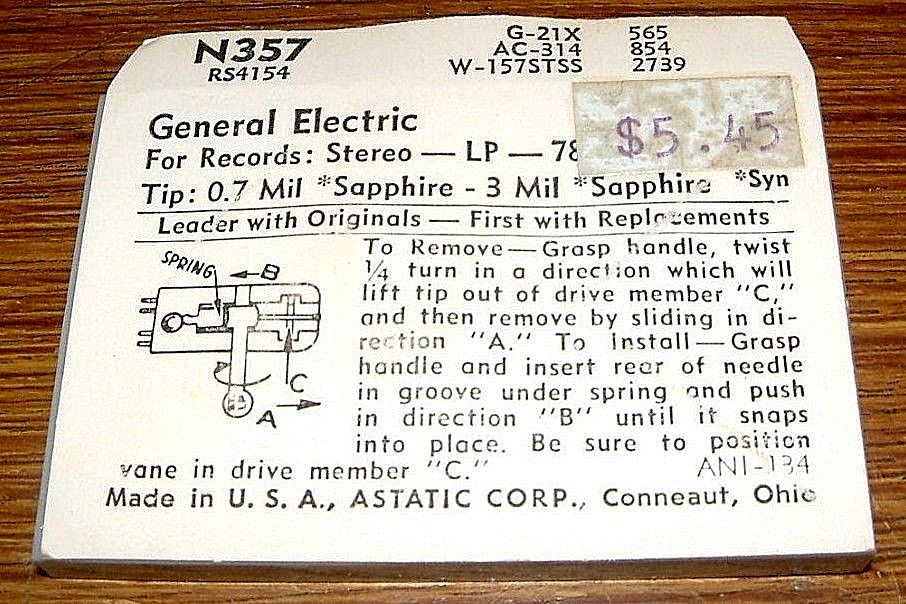 N357
RS4154
G-21X 565
AC-314 854
W-157STSS 2739
$5.45
General Electric
For Records: Stereo — LP — 78
Tip: 0.7 Mil *Sapphire - 3 Mil *Sapphire *Syn
Leader with Originals — First with Replacements
SPRING
B
C
A
To Remove — Grasp handle, twist
1/4 turn in a direction which will
lift tip out of drive member "C,"
and then remove by sliding in di-
rection "A." To Install — Grasp
handle and insert rear of needle
in groove under spring and push
in direction "B" until it snaps
into place. Be sure to position
vane in drive member "C." ANI-134
Made in U. S. A., ASTATIC CORP., Conneaut, Ohio